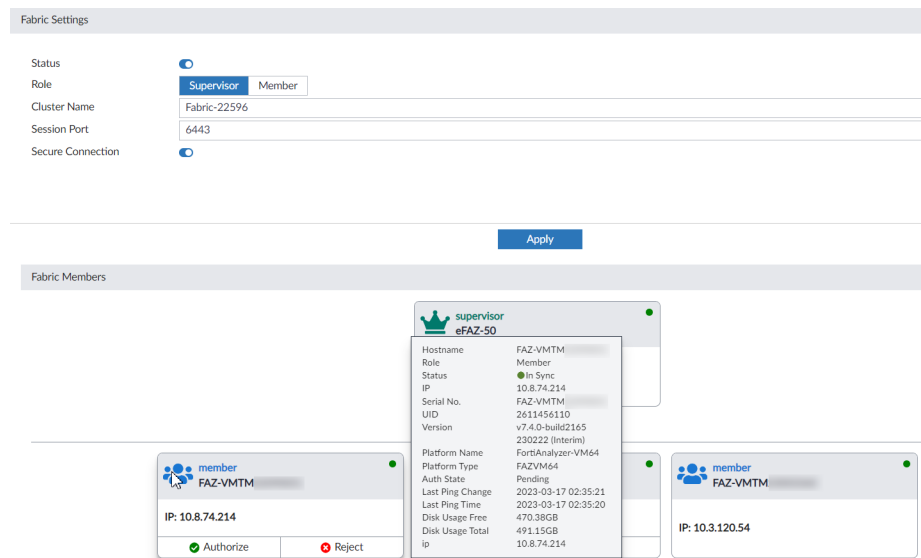 Fabric Settings
Status
Role Supervisor Member
Cluster Name Fabric-22596
Session Port 6443
Secure Connection
Apply
Fabric Members
supervisor
eFAZ-50
Hostname FAZ-VMTM
Role Member
Status In Sync
IP 10.8.74.214
Serial No. FAZ-VMTM
UID 2611456110
Version v7.4.0-build2165
230222 (Interim)
Platform Name FortiAnalyzer-VM64
Platform Type FAZVM64
Auth State Pending
Last Ping Change 2023-03-17 02:35:21
Last Ping Time 2023-03-17 02:35:20
Disk Usage Free 470.38GB
Disk Usage Total 491.15GB
ip 10.8.74.214
member
FAZ-VMTM
IP: 10.8.74.214
Authorize Reject
member
FAZ-VMTM
IP: 10.3.120.54